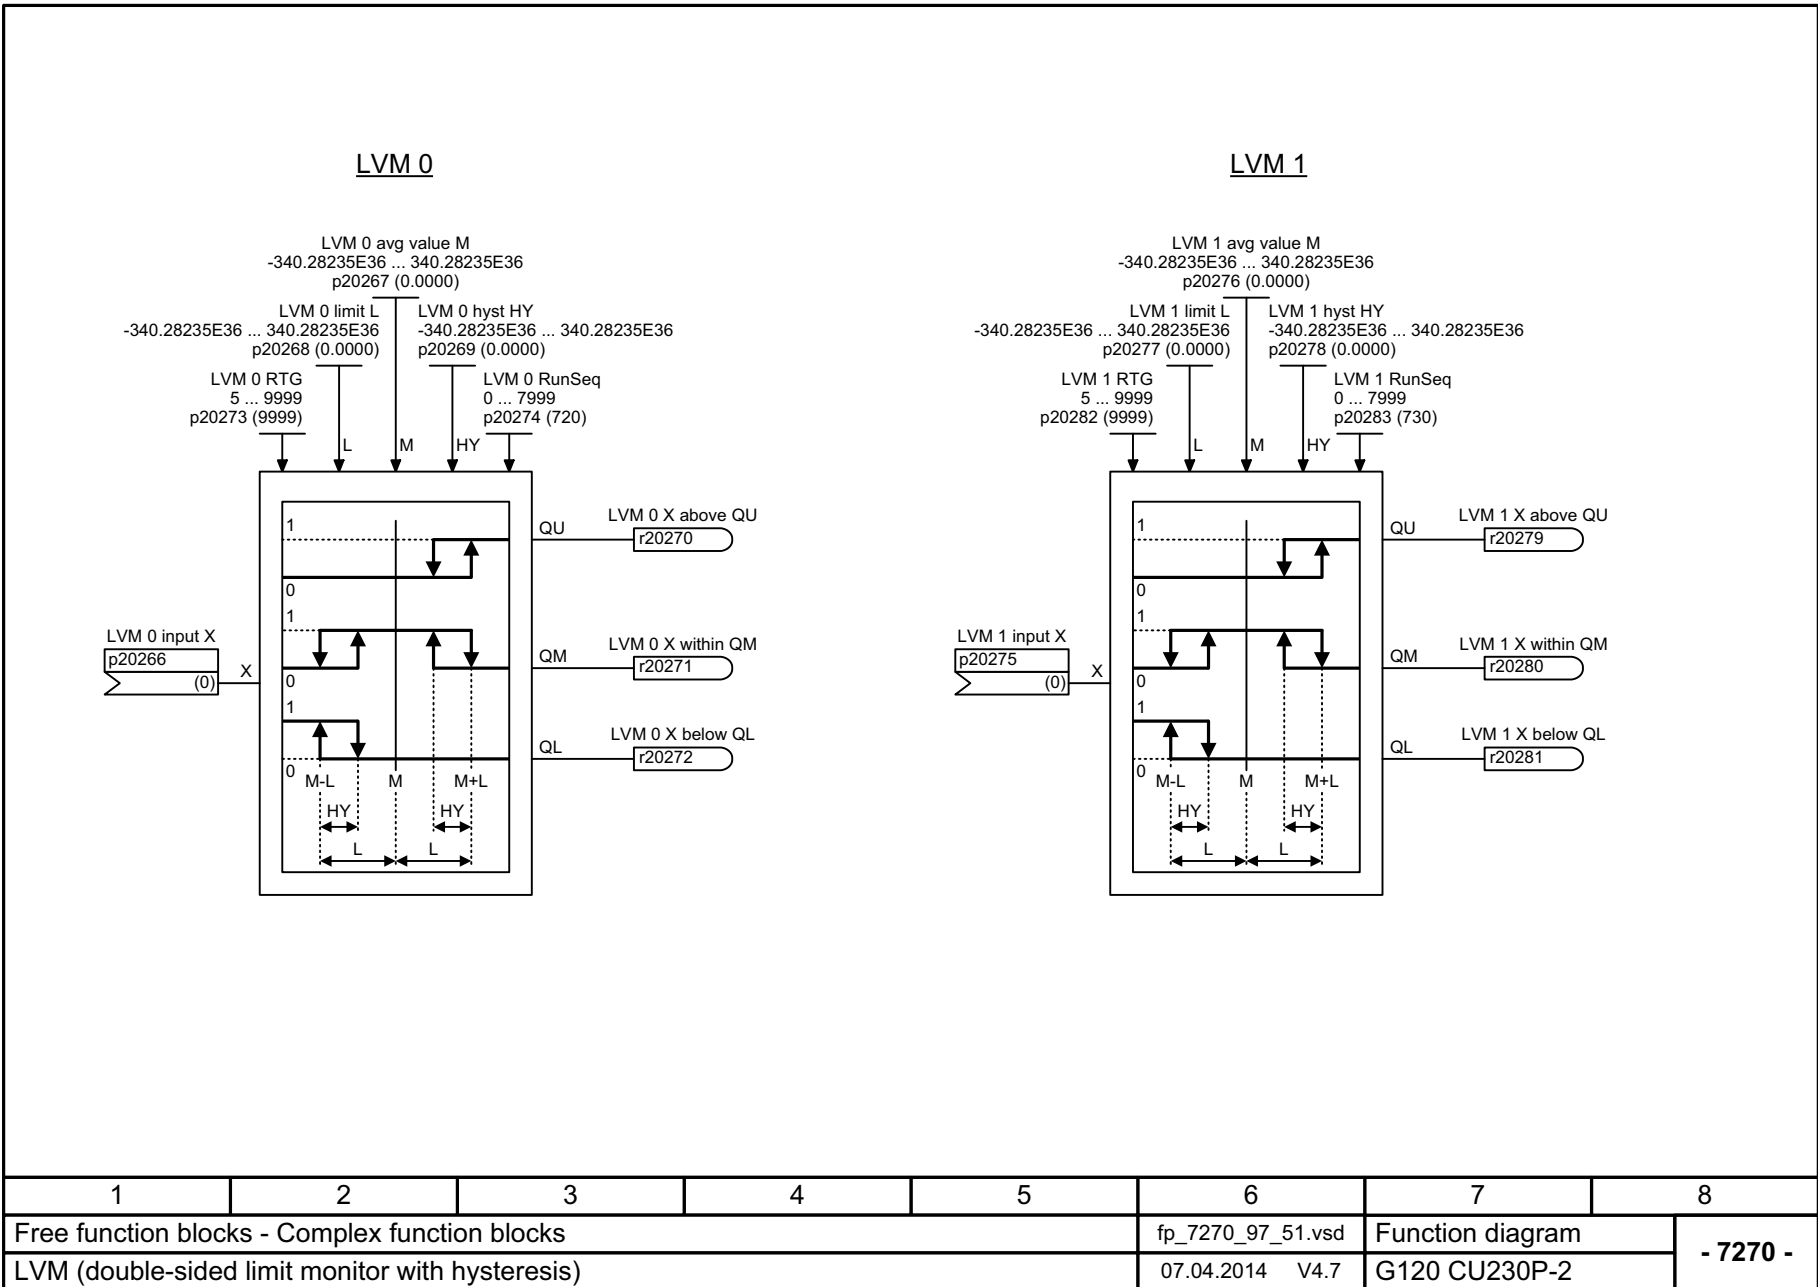 LVM 0
LVM 0 avg value M
-340.28235E36 ... 340.28235E36
p20267 (0.0000)
LVM 0 limit L
-340.28235E36 ... 340.28235E36
p20268 (0.0000)
LVM 0 hyst HY
-340.28235E36 ... 340.28235E36
p20269 (0.0000)
LVM 0 RTG
5 ... 9999
p20273 (9999)
LVM 0 RunSeq
0 ... 7999
p20274 (720)
L
M
HY
LVM 0 input X
p20266
(0)
X
1
0
1
0
1
0
M-L
M
M+L
HY
HY
L
L
QU
LVM 0 X above QU
r20270
QM
LVM 0 X within QM
r20271
QL
LVM 0 X below QL
r20272
LVM 1
LVM 1 avg value M
-340.28235E36 ... 340.28235E36
p20276 (0.0000)
LVM 1 limit L
-340.28235E36 ... 340.28235E36
p20277 (0.0000)
LVM 1 hyst HY
-340.28235E36 ... 340.28235E36
p20278 (0.0000)
LVM 1 RTG
5 ... 9999
p20282 (9999)
LVM 1 RunSeq
0 ... 7999
p20283 (730)
L
M
HY
LVM 1 input X
p20275
(0)
X
1
0
1
0
1
0
M-L
M
M+L
HY
HY
L
L
QU
LVM 1 X above QU
r20279
QM
LVM 1 X within QM
r20280
QL
LVM 1 X below QL
r20281
1 2 3 4 5 6 7 8
Free function blocks - Complex function blocks
fp_7270_97_51.vsd
Function diagram
- 7270 -
LVM (double-sided limit monitor with hysteresis)
07.04.2014 V4.7
G120 CU230P-2